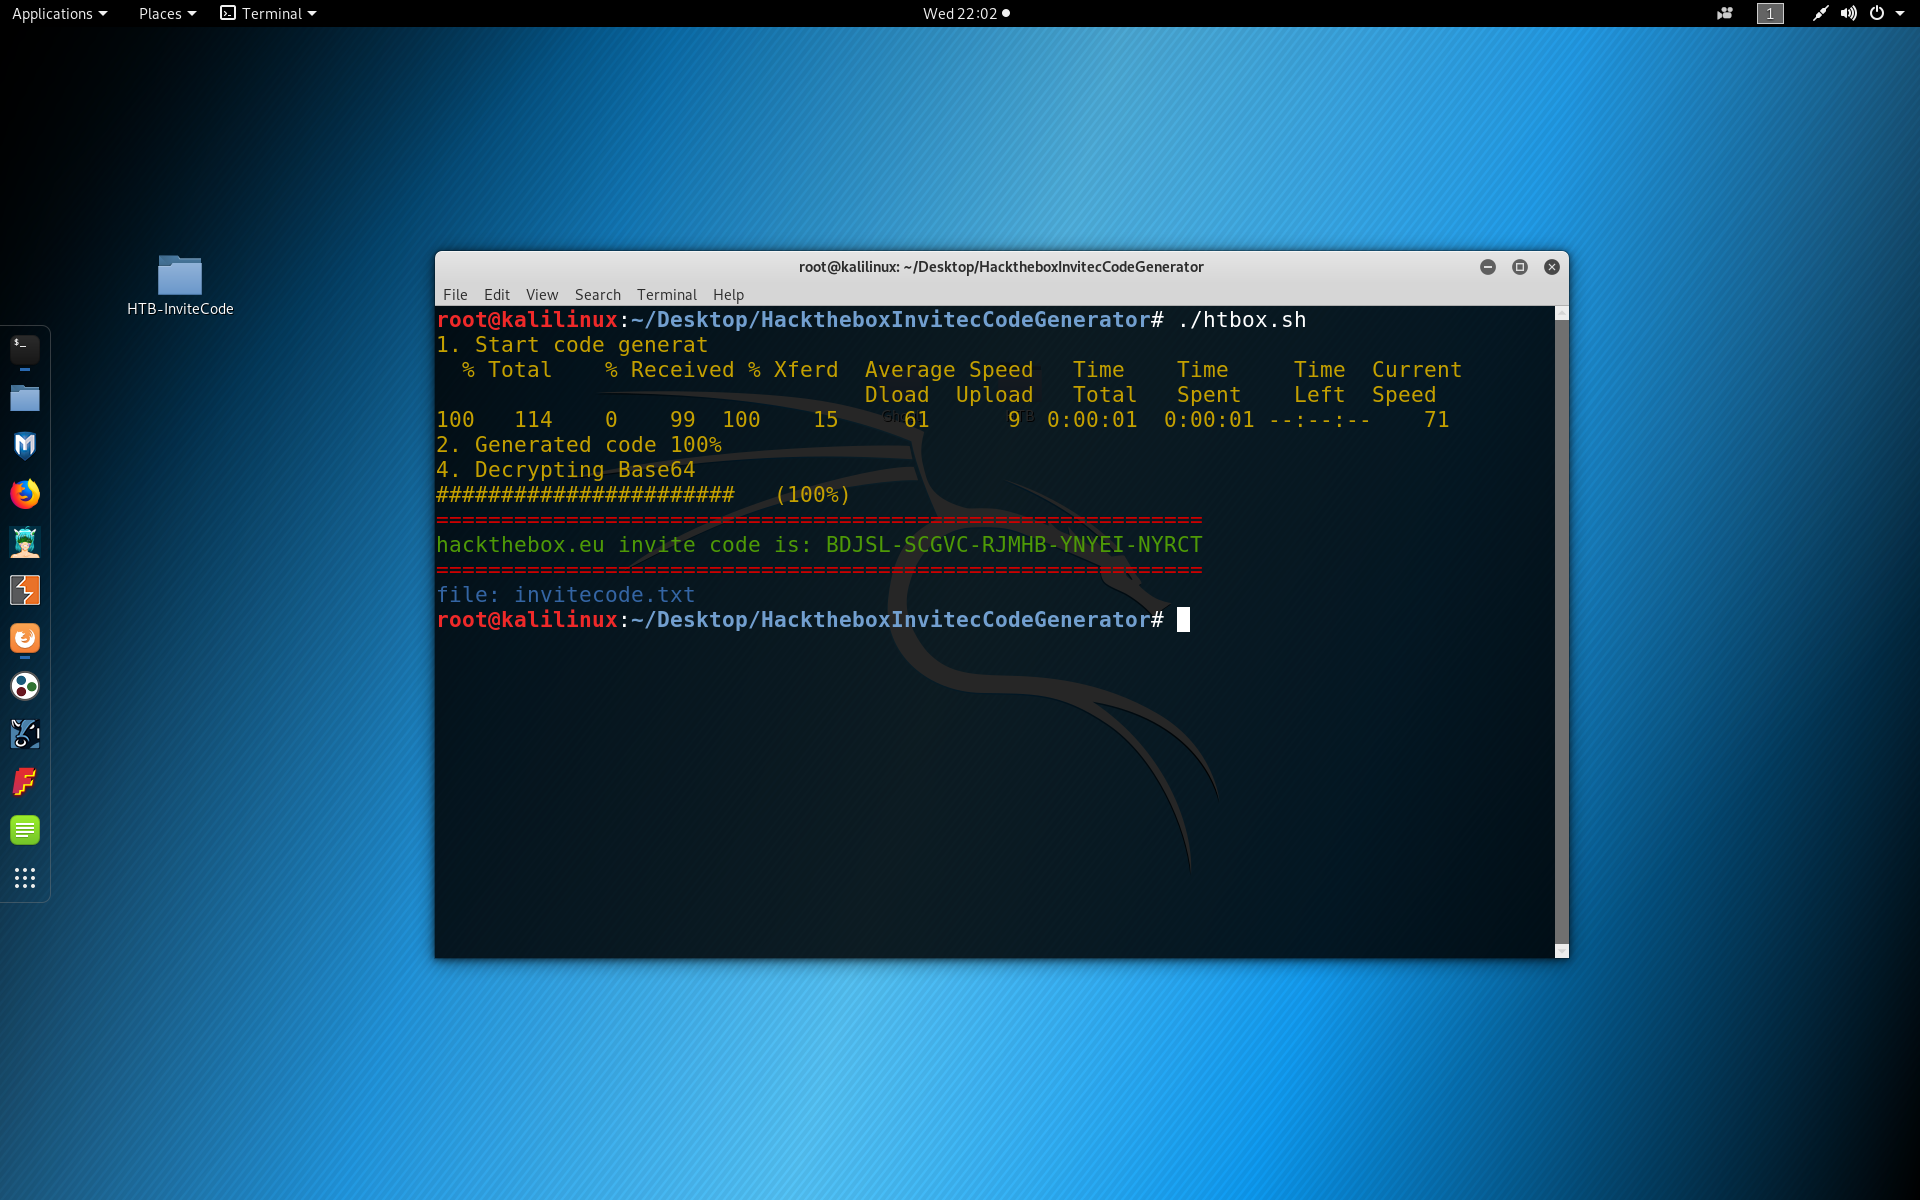 Applications Places Terminal Wed 22:02 1
HTB-InviteCode
root@kalilinux: ~/Desktop/HacktheboxInvitecCodeGenerator
File Edit View Search Terminal Help
root@kalilinux:~/Desktop/HacktheboxInvitecCodeGenerator# ./htbox.sh
1. Start code generat
  % Total    % Received % Xferd  Average Speed   Time    Time     Time  Current
                                 Dload  Upload   Total   Spent    Left  Speed
100   114    0    99  100    15     61      9  0:00:01  0:00:01 --:--:--    71
2. Generated code 100%
4. Decrypting Base64
#######################   (100%)
===========================================================
hackthebox.eu invite code is: BDJSL-SCGVC-RJMHB-YNYEI-NYRCT
===========================================================
file: invitecode.txt
root@kalilinux:~/Desktop/HacktheboxInvitecCodeGenerator#